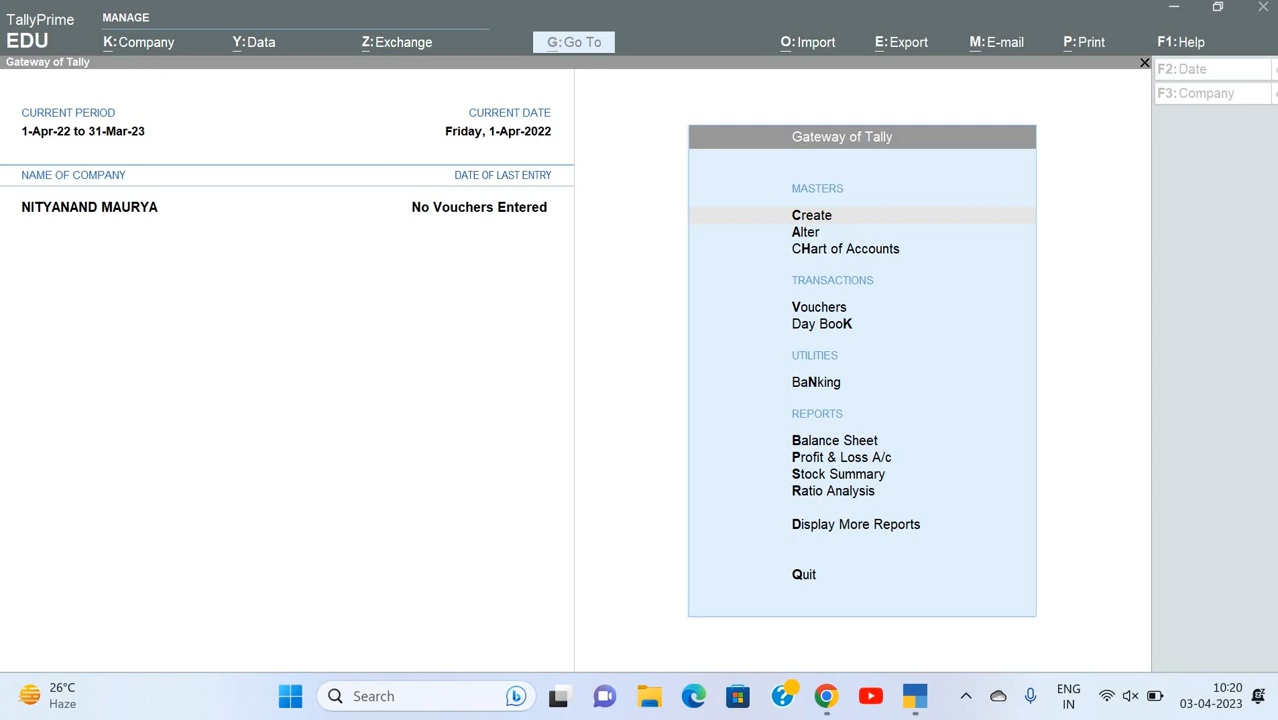 TallyPrime
EDU
MANAGE
K:Company
Y:Data
Z:Exchange
G:Go To
O:Import
E:Export
M:E-mail
P:Print
F1:Help
Gateway of Tally
F2:Date
F3:Company
CURRENT PERIOD
CURRENT DATE
1-Apr-22 to 31-Mar-23
Friday, 1-Apr-2022
NAME OF COMPANY
DATE OF LAST ENTRY
NITYANAND MAURYA
No Vouchers Entered
Gateway of Tally
MASTERS
Create
Alter
CHart of Accounts
TRANSACTIONS
Vouchers
Day BooK
UTILITIES
BaNking
REPORTS
Balance Sheet
Profit & Loss A/c
Stock Summary
Ratio Analysis
Display More Reports
Quit
26°C
Haze
Search
ENG
IN
10:20
03-04-2023